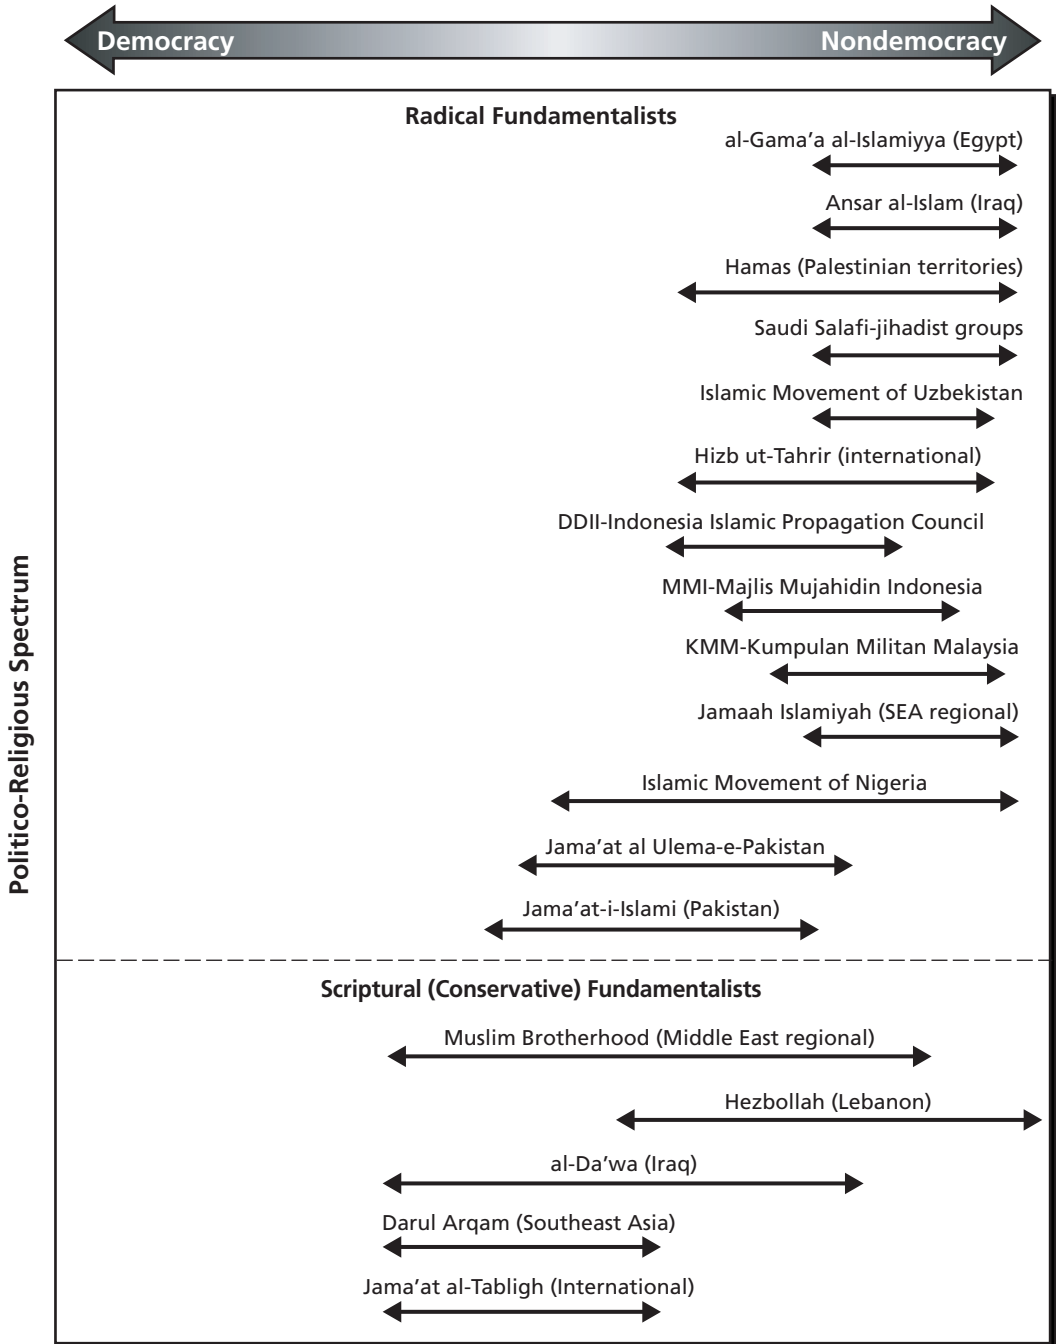 Democracy
Nondemocracy
Politico-Religious Spectrum
Radical Fundamentalists
al-Gama’a al-Islamiyya (Egypt)
Ansar al-Islam (Iraq)
Hamas (Palestinian territories)
Saudi Salafi-jihadist groups
Islamic Movement of Uzbekistan
Hizb ut-Tahrir (international)
DDII-Indonesia Islamic Propagation Council
MMI-Majlis Mujahidin Indonesia
KMM-Kumpulan Militan Malaysia
Jamaah Islamiyah (SEA regional)
Islamic Movement of Nigeria
Jama’at al Ulema-e-Pakistan
Jama’at-i-Islami (Pakistan)
Scriptural (Conservative) Fundamentalists
Muslim Brotherhood (Middle East regional)
Hezbollah (Lebanon)
al-Da’wa (Iraq)
Darul Arqam (Southeast Asia)
Jama’at al-Tabligh (International)